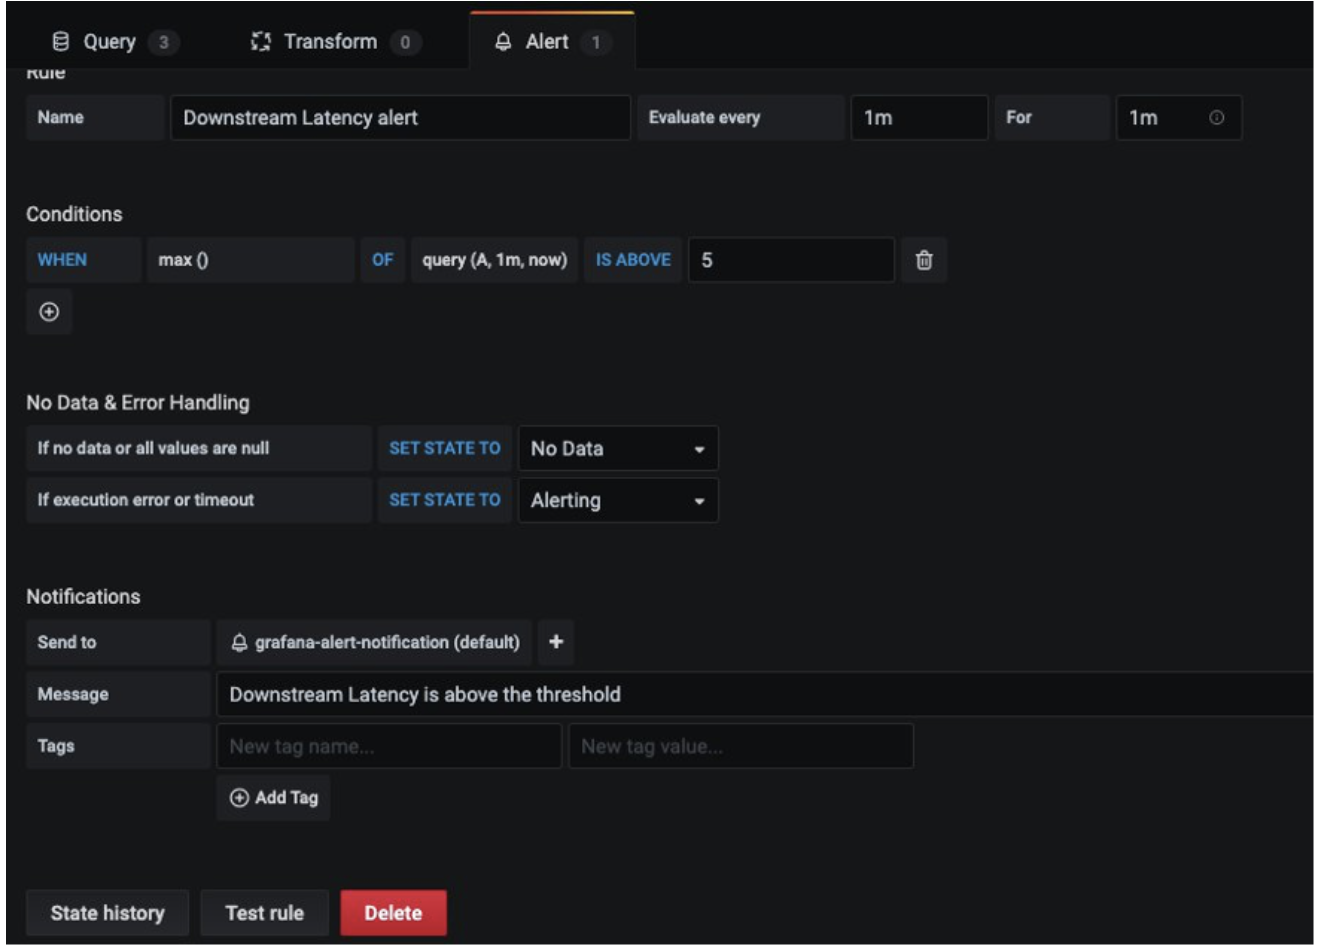 Query 3 Transform 0 Alert 1
Rule
Name Downstream Latency alert Evaluate every 1m For 1m
Conditions
WHEN max () OF query (A, 1m, now) IS ABOVE 5
No Data & Error Handling
If no data or all values are null SET STATE TO No Data
If execution error or timeout SET STATE TO Alerting
Notifications
Send to grafana-alert-notification (default)
Message Downstream Latency is above the threshold
Tags New tag name... New tag value...
Add Tag
State history Test rule Delete